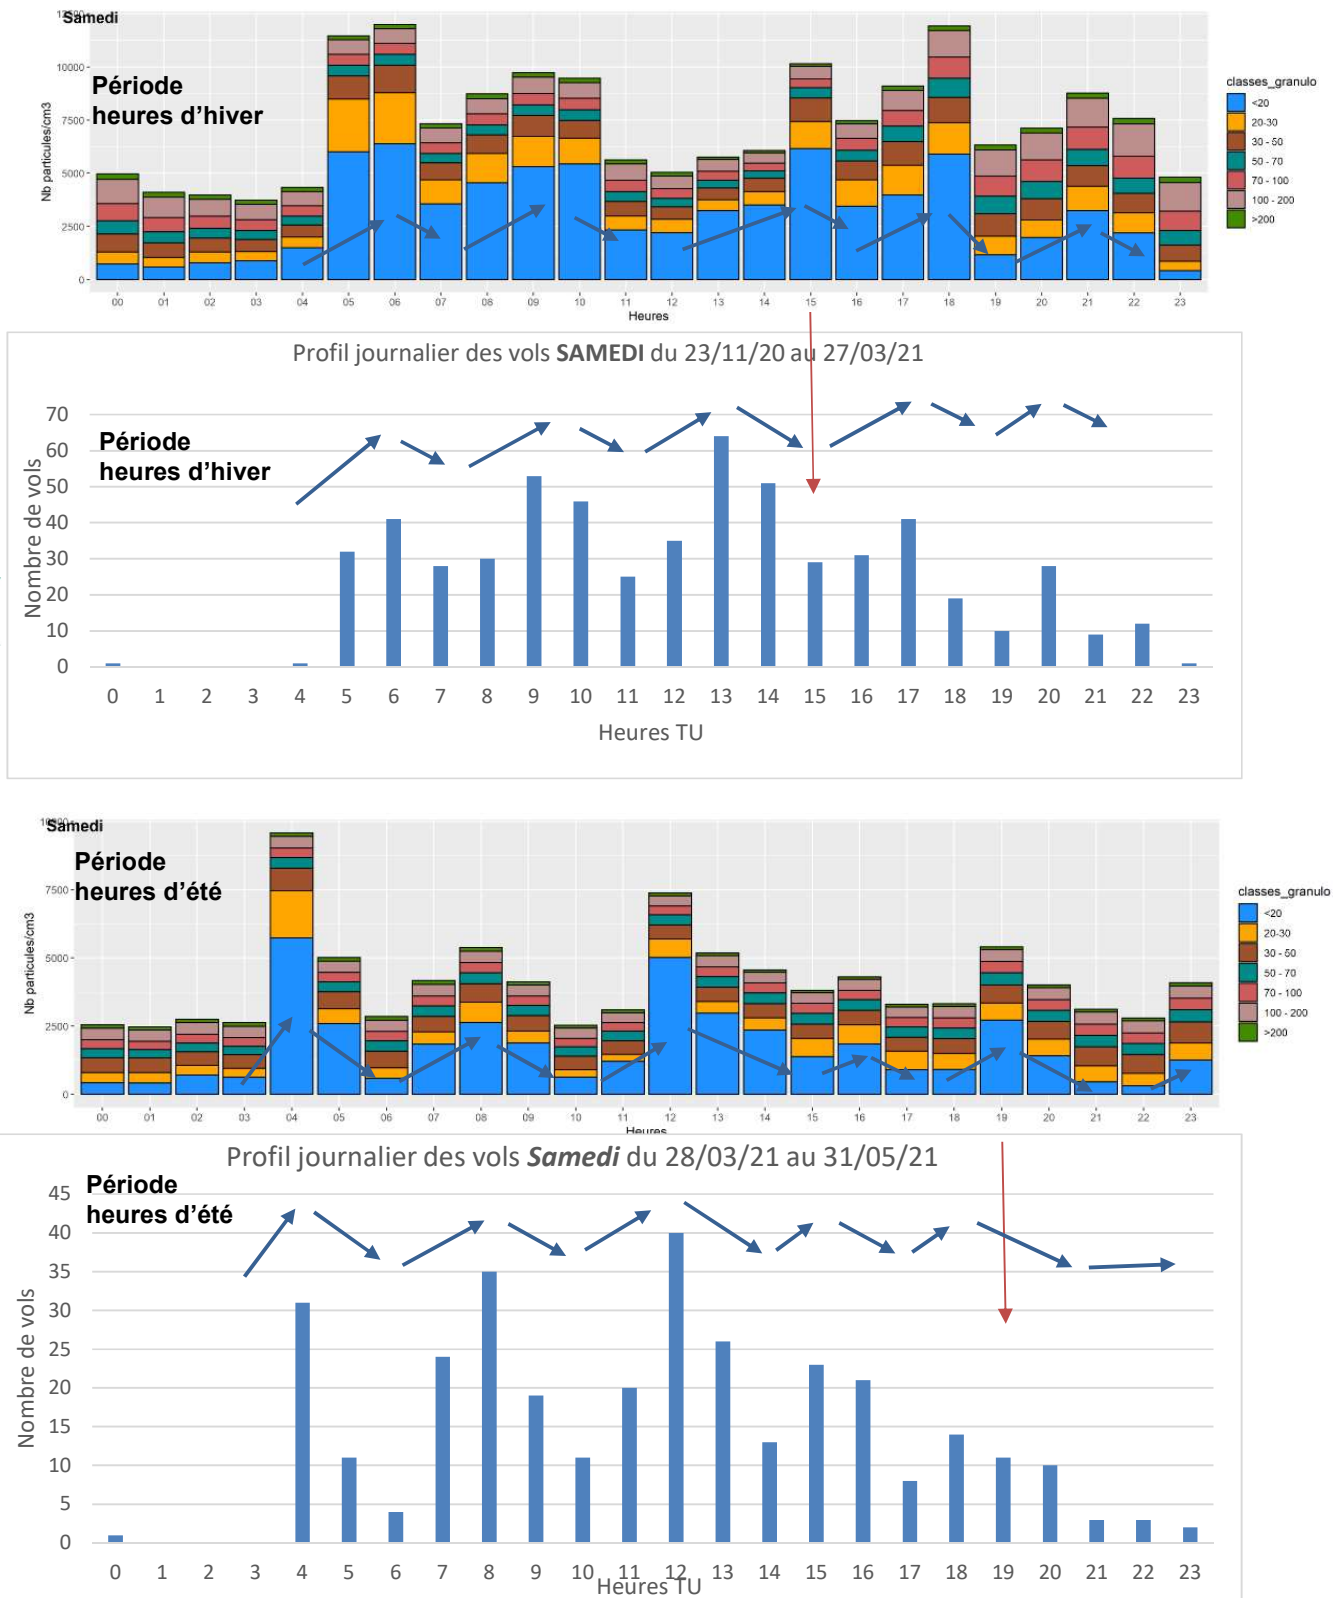 Samedi
12500
Période
heures d'hiver
10000
7500
5000
2500
0
Nb particules/cm3
00 01 02 03 04 05 06 07 08 09 10 11 12 13 14 15 16 17 18 19 20 21 22 23
Heures
classes_granulo
<20
20-30
30 - 50
50 - 70
70 - 100
100 - 200
>200
Profil journalier des vols SAMEDI du 23/11/20 au 27/03/21
Période
heures d'hiver
Nombre de vols
70
60
50
40
30
20
10
0
0 1 2 3 4 5 6 7 8 9 10 11 12 13 14 15 16 17 18 19 20 21 22 23
Heures TU
Samedi
Période
heures d'été
7500
5000
2500
0
Nb particules/cm3
00 01 02 03 04 05 06 07 08 09 10 11 12 13 14 15 16 17 18 19 20 21 22 23
Heures
classes_granulo
<20
20-30
30 - 50
50 - 70
70 - 100
100 - 200
>200
Profil journalier des vols Samedi du 28/03/21 au 31/05/21
Période
heures d'été
Nombre de vols
45
40
35
30
25
20
15
10
5
0
0 1 2 3 4 5 6 7 8 9 10 11 12 13 14 15 16 17 18 19 20 21 22 23
Heures TU